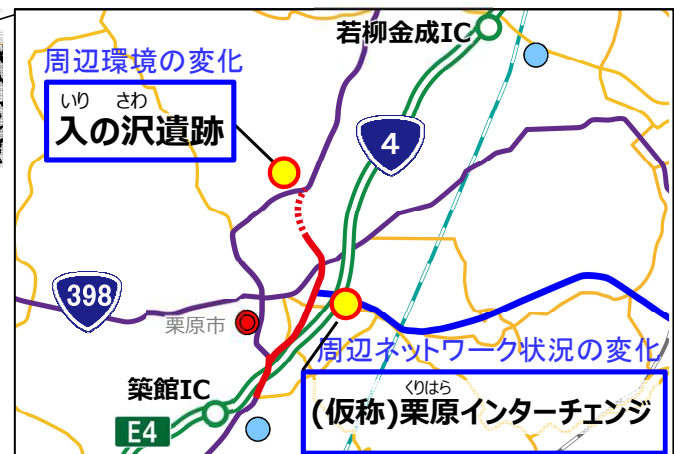 若柳金成IC
周辺環境の変化
いり さわ
入の沢遺跡
4
398
栗原市
周辺ネットワーク状況の変化
築館IC
くりはら
(仮称)栗原インターチェンジ
E4